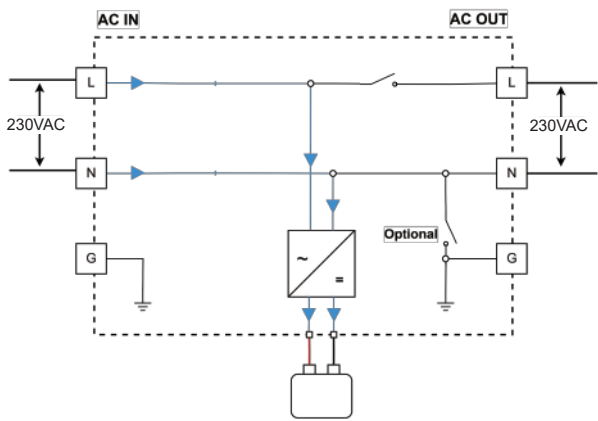 AC IN
AC OUT
L
L
230VAC
230VAC
N
N
Optional
G
G
~
=